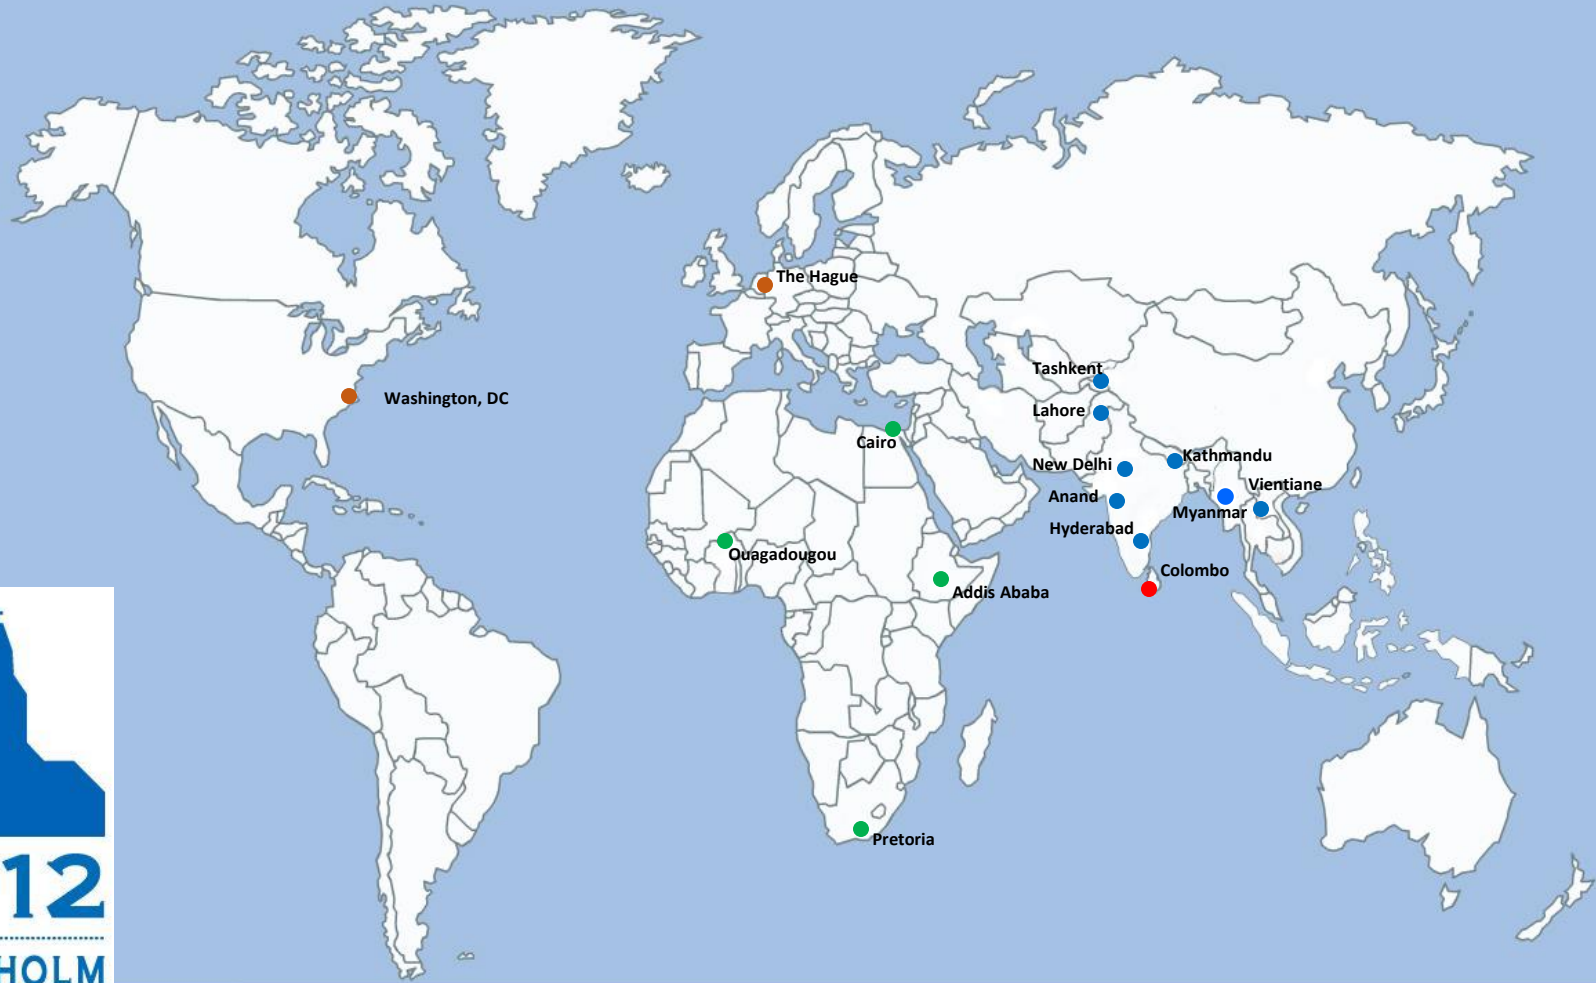 The Hague
Washington, DC
Tashkent
Lahore
Cairo
New Delhi
Kathmandu
Anand
Vientiane
Myanmar
Hyderabad
Ouagadougou
Colombo
Addis Ababa
Pretoria
12
HOLM